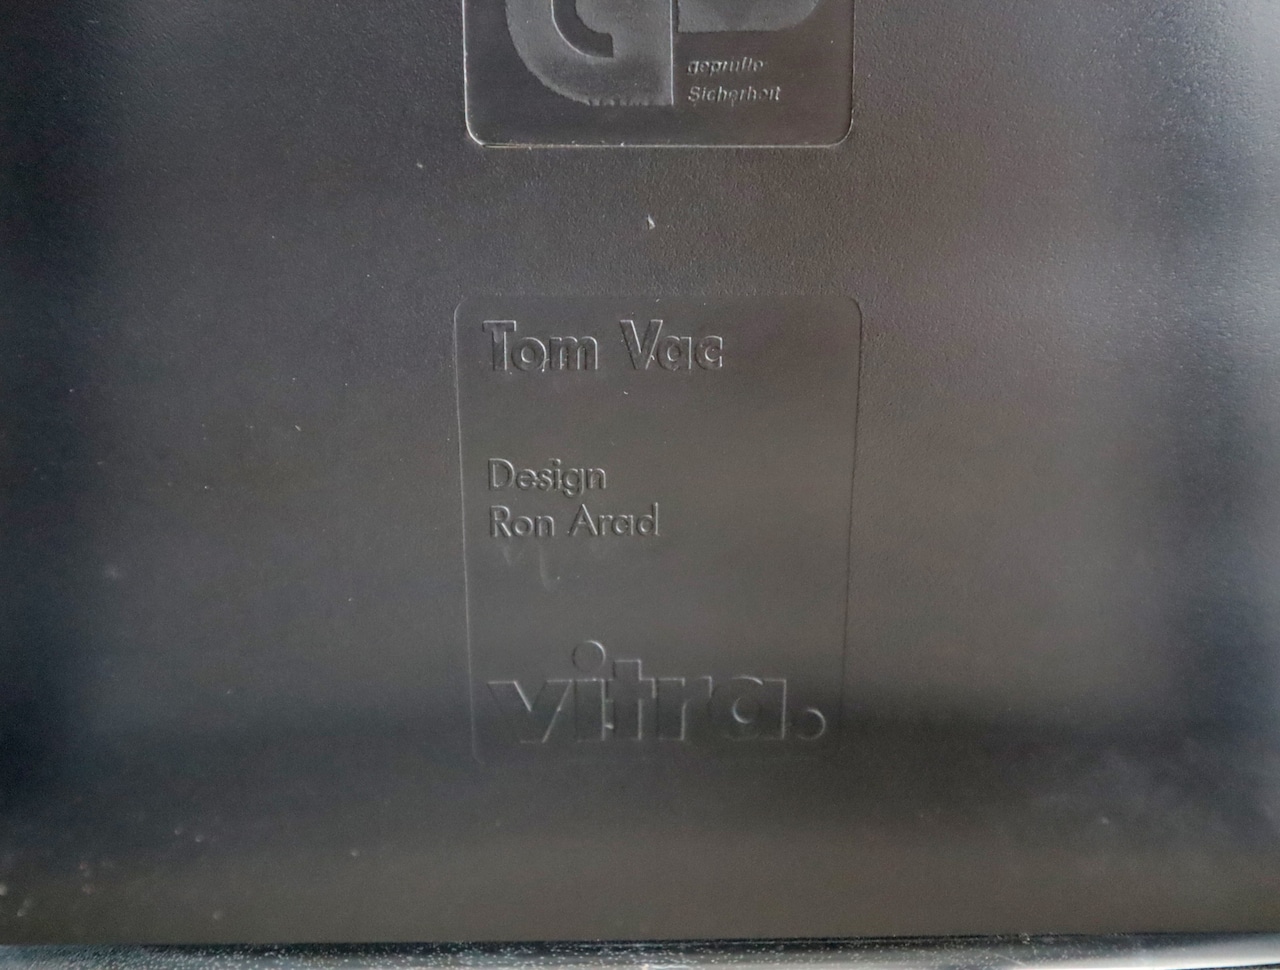 geprüfte
Sicherheit
Tom Vac
Design
Ron Arad
vitra.